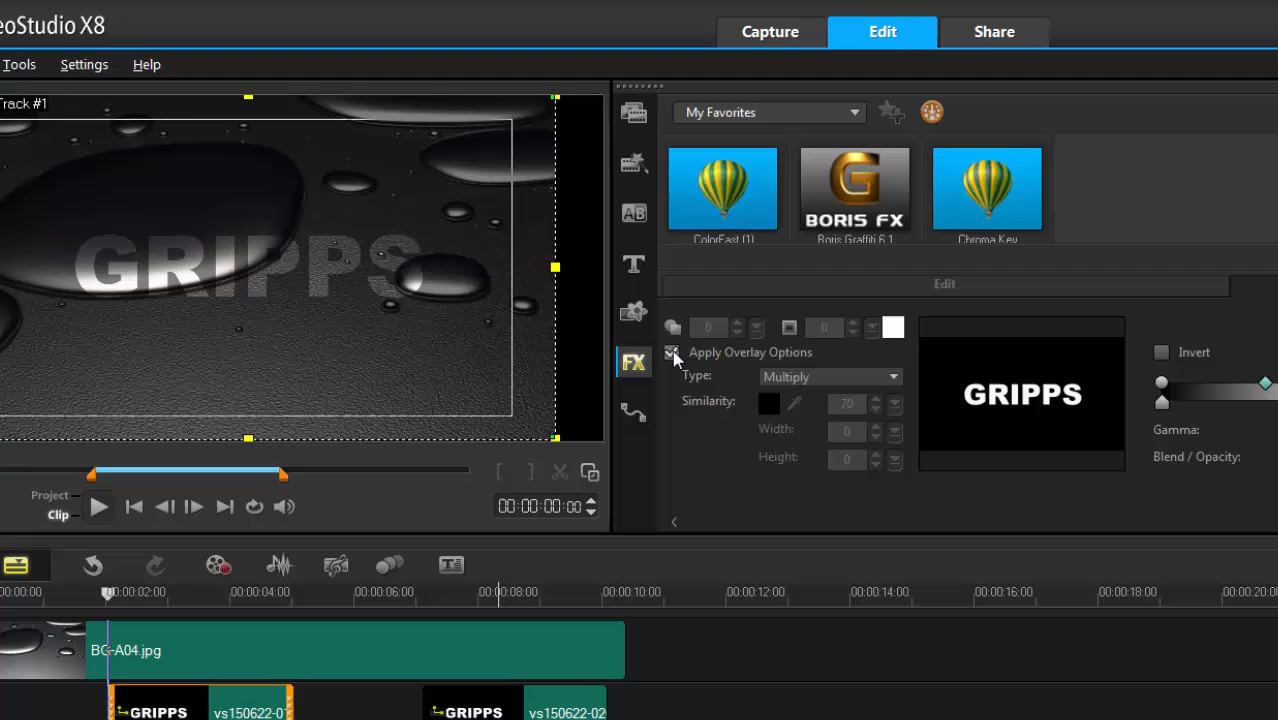 eoStudio X8
Capture Edit Share
Tools Settings Help
Track #1
My Favorites
GRIPPS
G
BORIS FX
ColorFast (1) Boris Graffiti 6.1 Chroma Key
Edit
0 0
Apply Overlay Options
Invert
Type: Multiply
GRIPPS
Similarity: 70
Width: 0
Gamma:
Height: 0
Blend / Opacity:
AB
T
FX
Project
Clip
[ ]
00:00:00:00
00:00:00 00:00:02:00 00:00:04:00 00:00:06:00 00:00:08:00 00:00:10:00 00:00:12:00 00:00:14:00 00:00:16:00 00:00:18:00 00:00:20:0
BG-A04.jpg
GRIPPS vs150622-0 GRIPPS vs150622-02